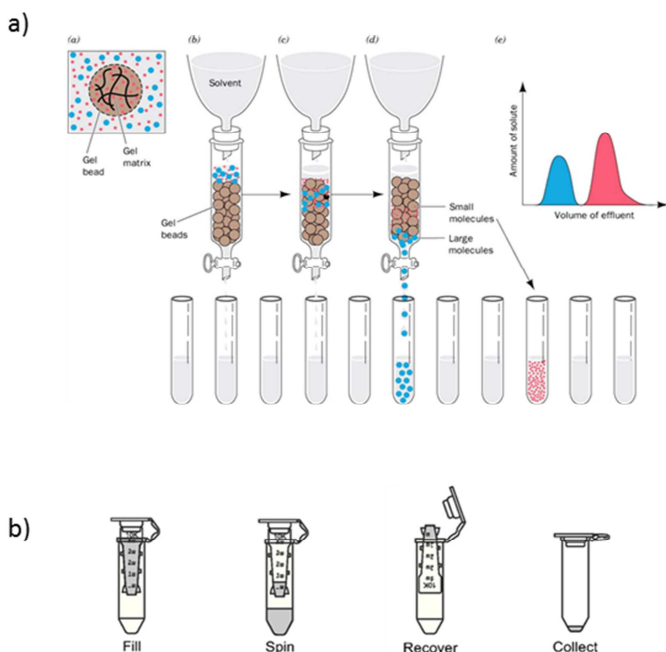 a)
(a)
(b)
(c)
(d)
(e)
Solvent
Gel
bead
Gel
matrix
Gel
beads
Small
molecules
Large
molecules
Amount of solute
Volume of effluent
b)
Fill
Spin
Recover
Collect